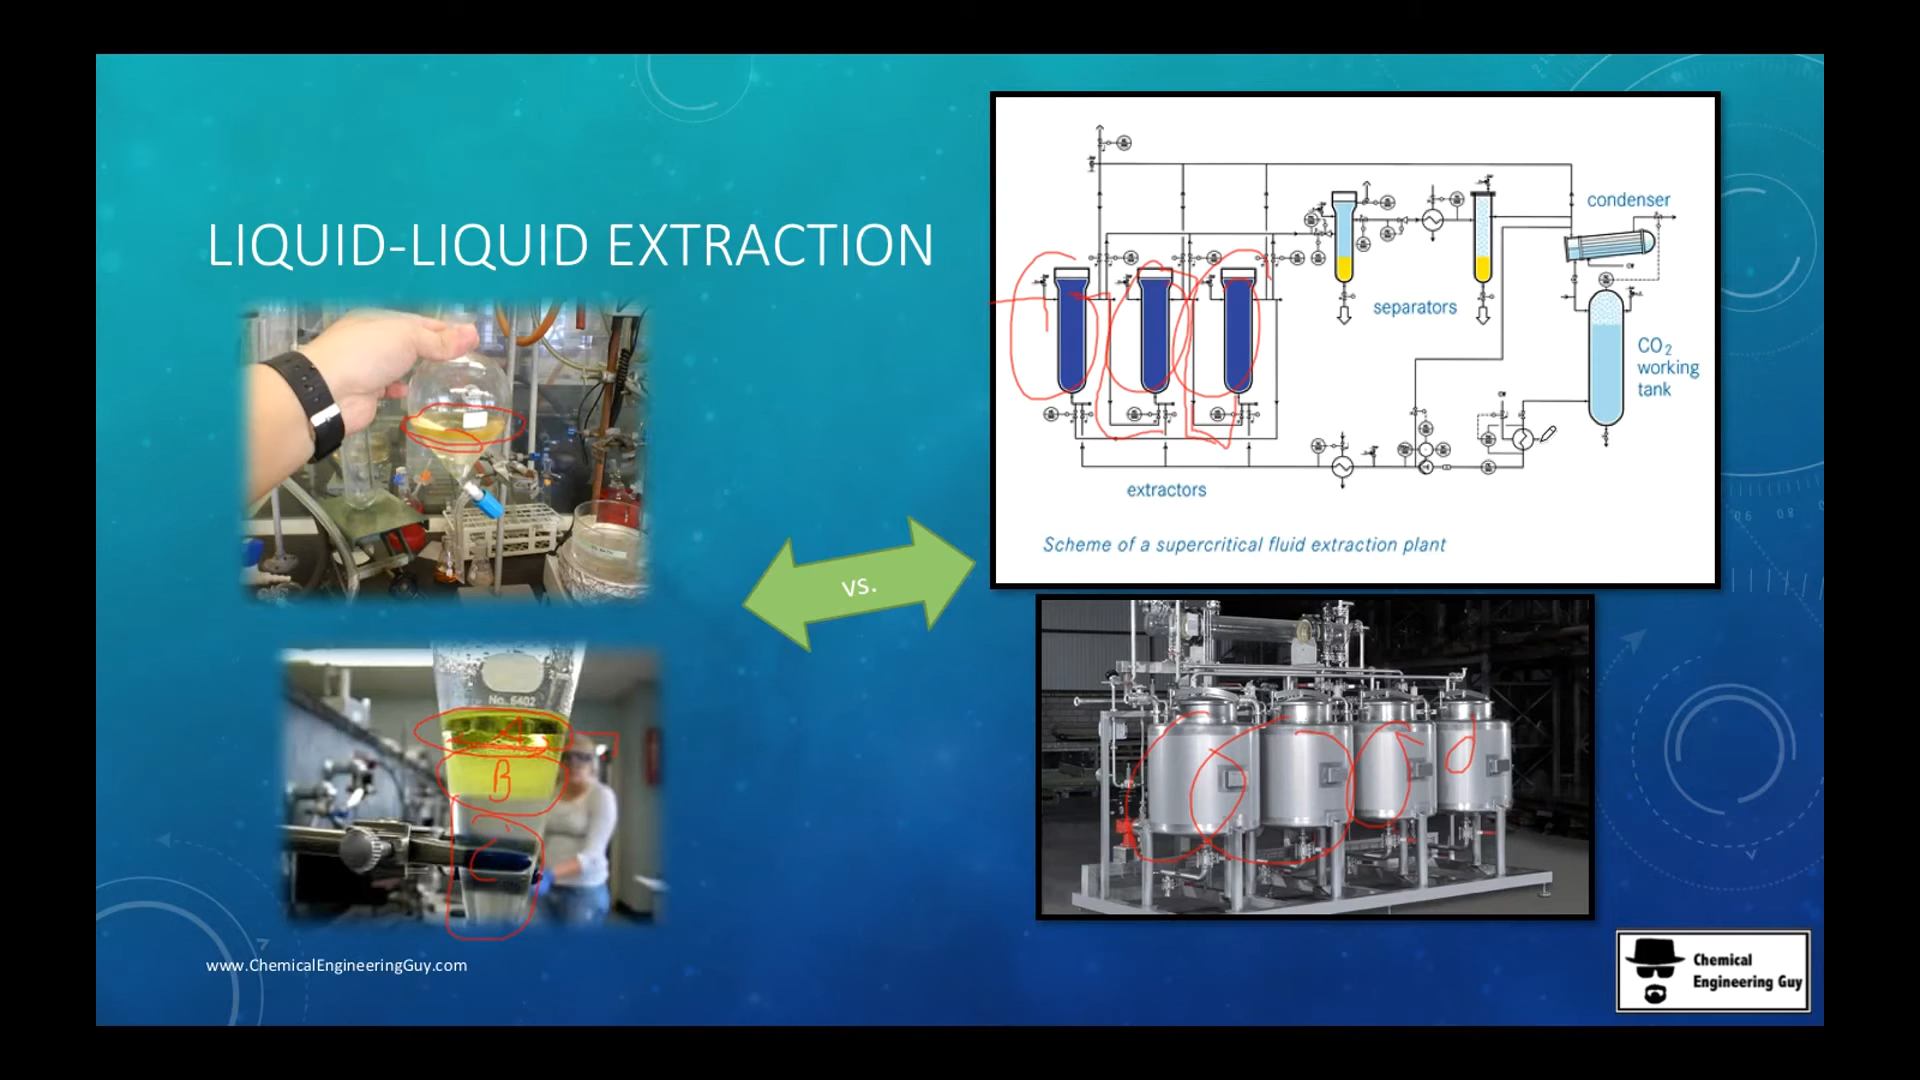 LIQUID-LIQUID EXTRACTION
condenser
separators
CO2
working
tank
extractors
Scheme of a supercritical fluid extraction plant
vs.
No. 6402
A
B
C
www.ChemicalEngineeringGuy.com
7
Chemical
Engineering Guy